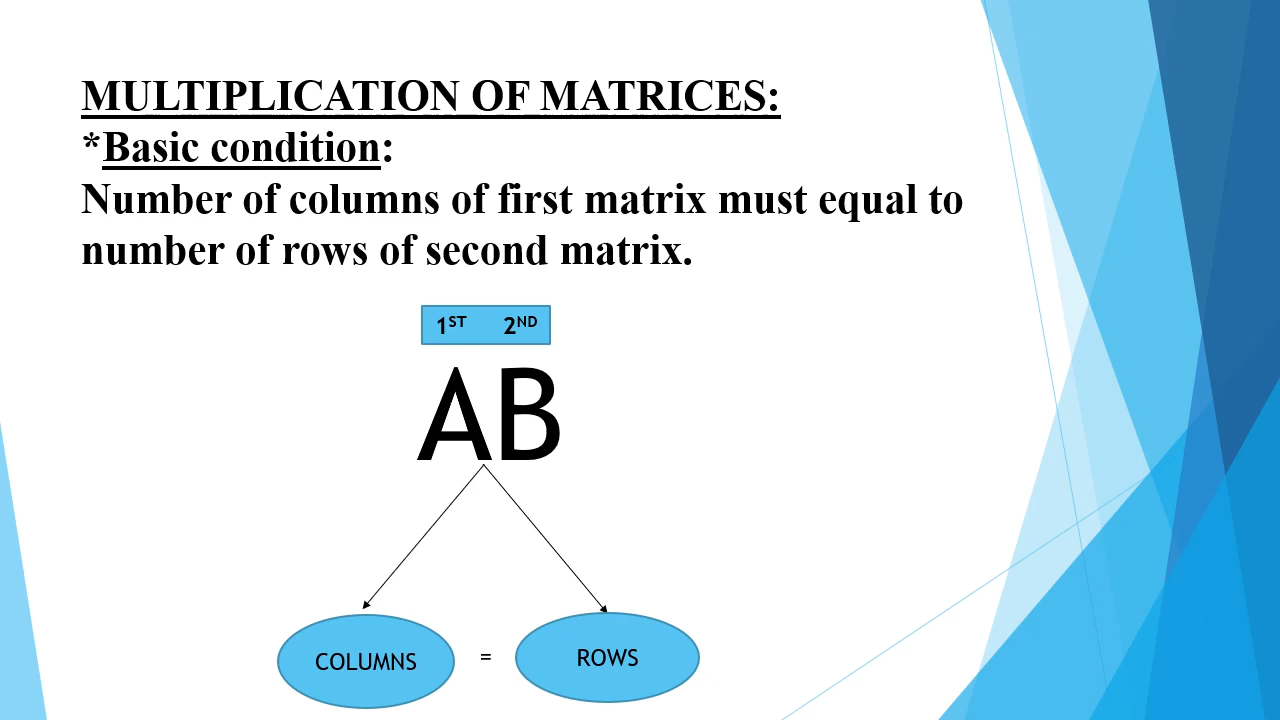 MULTIPLICATION OF MATRICES:
*Basic condition:
Number of columns of first matrix must equal to
number of rows of second matrix.
1ST 2ND
AB
COLUMNS = ROWS